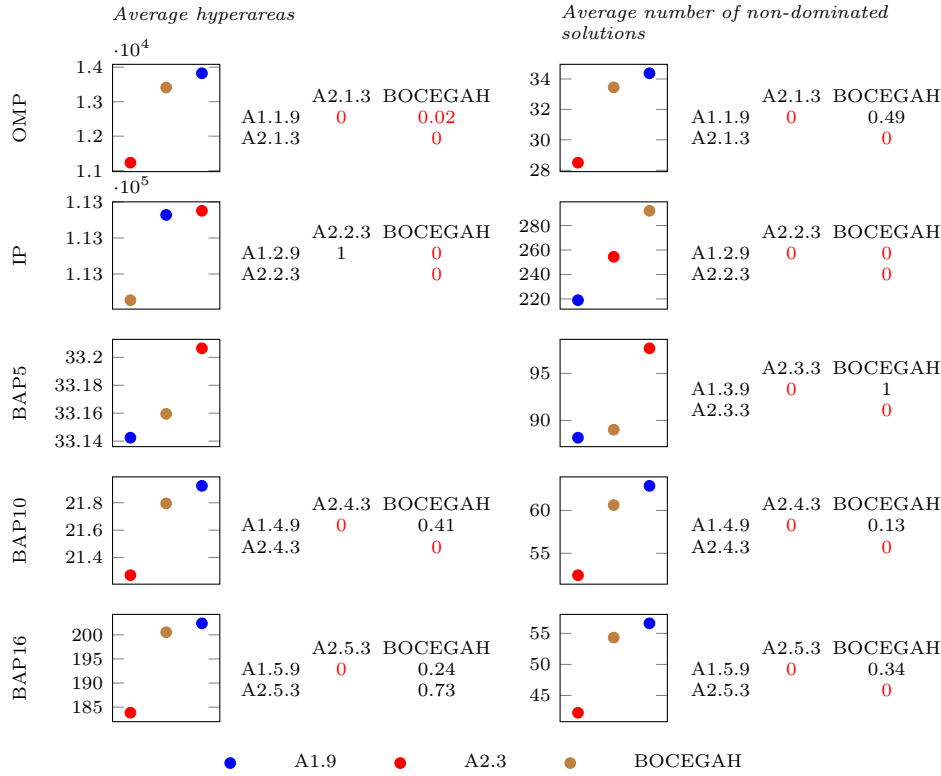 Average hyperareas
Average number of non-dominated
solutions
OMP
·10^4
1.4
1.3
1.2
1.1
A2.1.3 BOCEGAH
A1.1.9 0 0.02
A2.1.3 0
34
32
30
28
A2.1.3 BOCEGAH
A1.1.9 0 0.49
A2.1.3 0
IP
·10^5
1.13
1.13
1.13
A2.2.3 BOCEGAH
A1.2.9 1 0
A2.2.3 0
280
260
240
220
A2.2.3 BOCEGAH
A1.2.9 0 0
A2.2.3 0
BAP5
33.2
33.18
33.16
33.14
95
90
A2.3.3 BOCEGAH
A1.3.9 0 1
A2.3.3 0
BAP10
21.8
21.6
21.4
A2.4.3 BOCEGAH
A1.4.9 0 0.41
A2.4.3 0
60
55
A2.4.3 BOCEGAH
A1.4.9 0 0.13
A2.4.3 0
BAP16
200
195
190
185
A2.5.3 BOCEGAH
A1.5.9 0 0.24
A2.5.3 0.73
55
50
45
A2.5.3 BOCEGAH
A1.5.9 0 0.34
A2.5.3 0
A1.9 A2.3 BOCEGAH